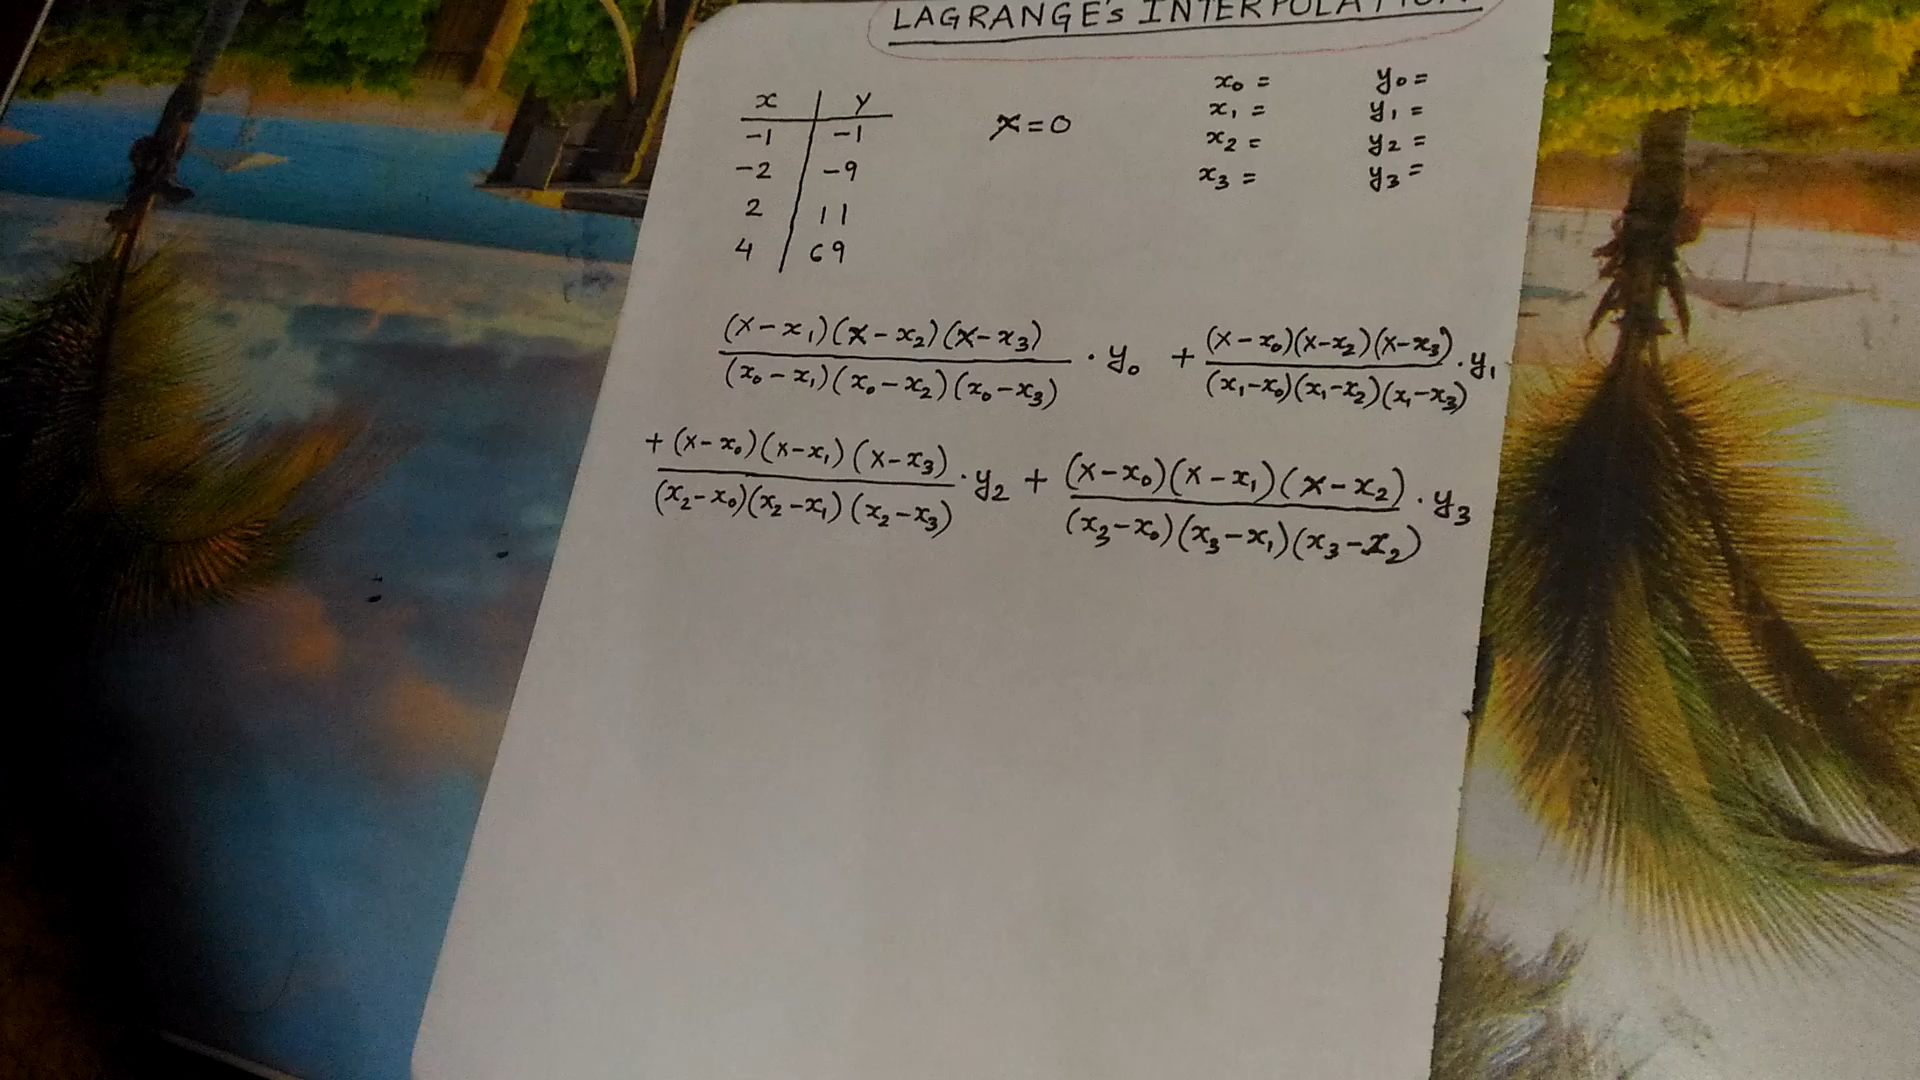 LAGRANGE's INTERPOLATION
x y
-1 -1
-2 -9
2 11
4 69
x=0
x₀ = y₀ =
x₁ = y₁ =
x₂ = y₂ =
x₃ = y₃ =
(x-x₁)(x-x₂)(x-x₃) / (x₀-x₁)(x₀-x₂)(x₀-x₃) · y₀ + (x-x₀)(x-x₂)(x-x₃) / (x₁-x₀)(x₁-x₂)(x₁-x₃) · y₁
+ (x-x₀)(x-x₁)(x-x₃) / (x₂-x₀)(x₂-x₁)(x₂-x₃) · y₂ + (x-x₀)(x-x₁)(x-x₂) / (x₃-x₀)(x₃-x₁)(x₃-x₂) · y₃